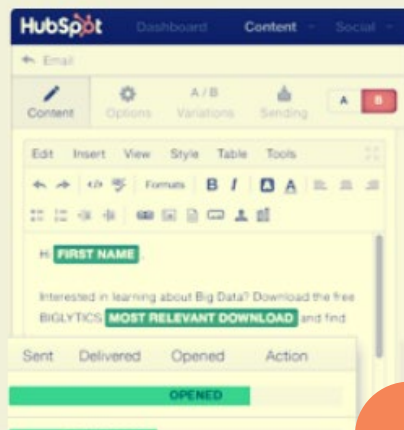 HubSpot Dashboard Content Social
Email
Content Options A / B Variations Sending A B
Edit Insert View Style Table Tools
Formats B I A A
Hi FIRST NAME ,
Interested in learning about Big Data? Download the free
BIGLYTICS MOST RELEVANT DOWNLOAD and find
Sent Delivered Opened Action
OPENED